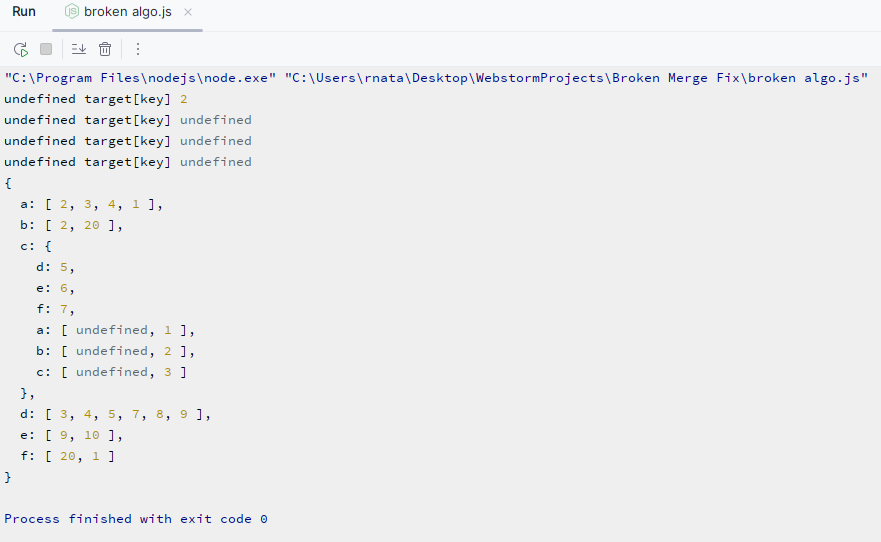 Run broken algo.js
"C:\Program Files\nodejs\node.exe" "C:\Users\rnata\Desktop\WebstormProjects\Broken Merge Fix\broken algo.js"
undefined target[key] 2
undefined target[key] undefined
undefined target[key] undefined
undefined target[key] undefined
{
  a: [ 2, 3, 4, 1 ],
  b: [ 2, 20 ],
  c: {
    d: 5,
    e: 6,
    f: 7,
    a: [ undefined, 1 ],
    b: [ undefined, 2 ],
    c: [ undefined, 3 ]
  },
  d: [ 3, 4, 5, 7, 8, 9 ],
  e: [ 9, 10 ],
  f: [ 20, 1 ]
}
Process finished with exit code 0